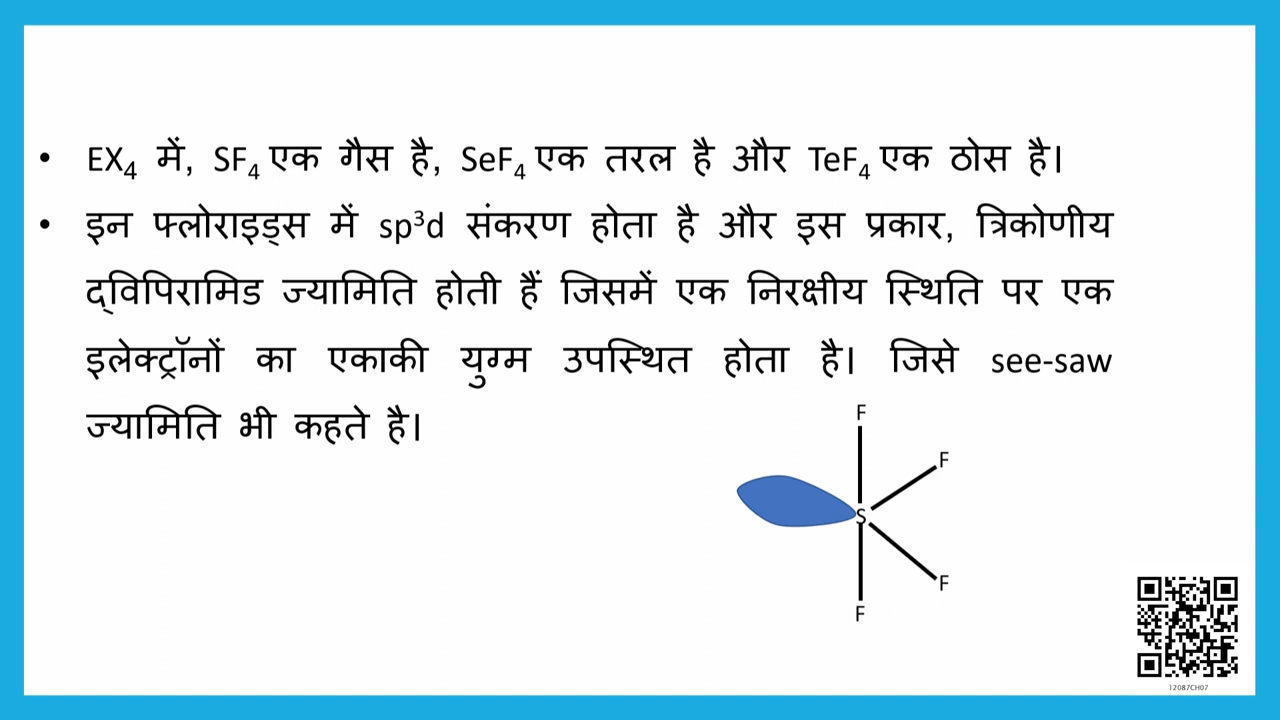 • EX₄ में, SF₄ एक गैस है, SeF₄ एक तरल है और TeF₄ एक ठोस है।
• इन फ्लोराइड्स में sp³d संकरण होता है और इस प्रकार, त्रिकोणीय
द्विपिरामिड ज्यामिति होती हैं जिसमें एक निरक्षीय स्थिति पर एक
इलेक्ट्रॉनों का एकाकी युग्म उपस्थित होता है। जिसे see-saw
ज्यामिति भी कहते है।
F
F
S
F
F
12087CH07